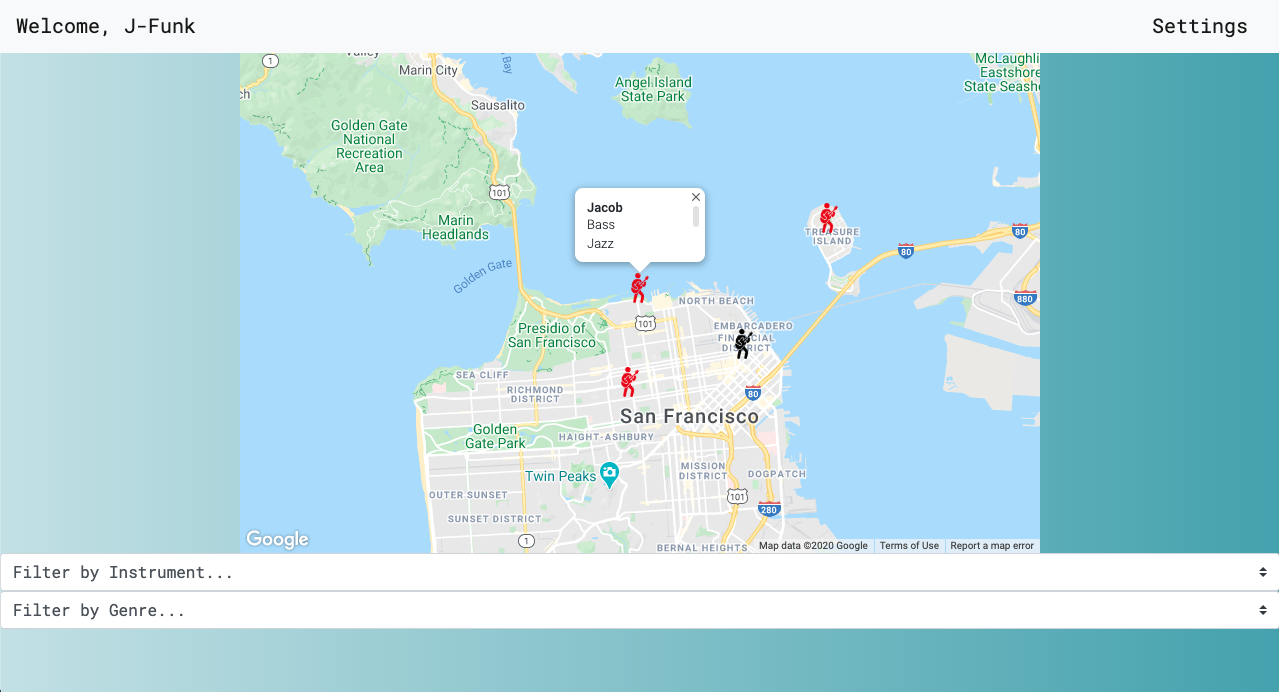 Welcome, J-Funk
Settings
1
Marin City
Bay
Angel Island
State Park
Eastshore
Sausalito
Golden Gate
National
Recreation
Area
101
Marin
Headlands
Golden Gate
Jacob
Bass
Jazz
TREASURE
ISLAND
80
80
880
NORTH BEACH
101
EMBARCADERO
FINANCIAL
DISTRICT
Presidio of
San Francisco
SEA CLIFF
RICHMOND
DISTRICT
80
San Francisco
Golden
Gate Park
HAIGHT-ASHBURY
Twin Peaks
MISSION
DISTRICT
DOGPATCH
OUTER SUNSET
101
280
SUNSET DISTRICT
1
BERNAL HEIGHTS
Google
Map data ©2020 Google
Terms of Use
Report a map error
Filter by Instrument...
Filter by Genre...